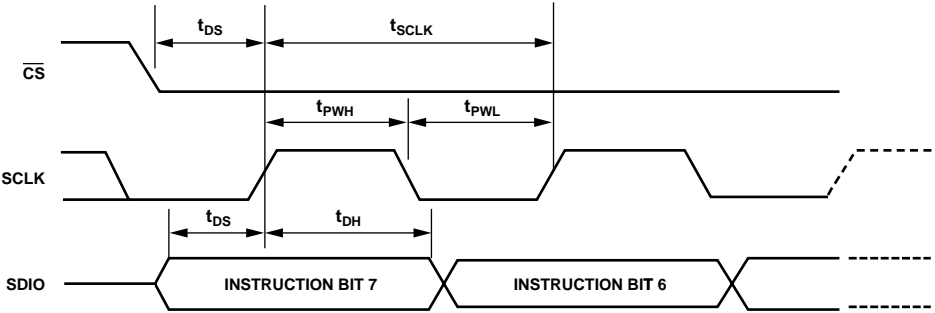 tDS tSCLK
CS
tPWH tPWL
SCLK
tDS tDH
SDIO INSTRUCTION BIT 7 INSTRUCTION BIT 6